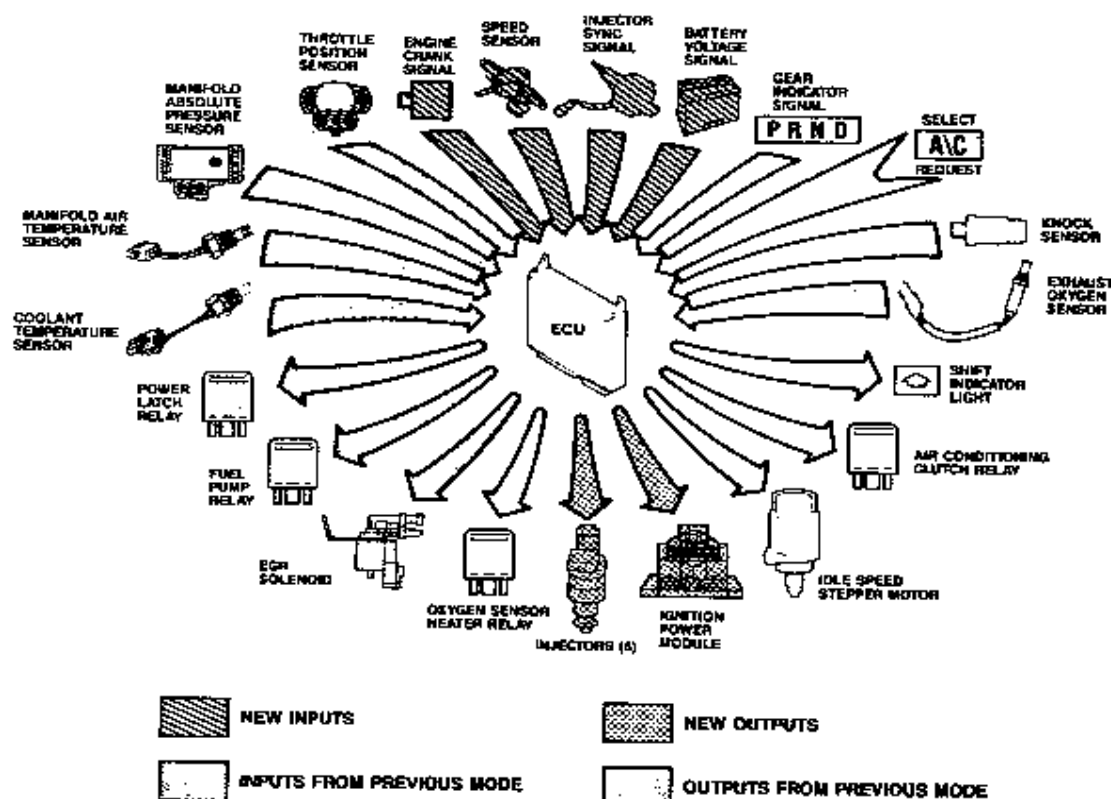 THROTTLE
POSITION
SENSOR
ENGINE
CRANK
SIGNAL
SPEED
SENSOR
INJECTOR
SYNC
SIGNAL
BATTERY
VOLTAGE
SIGNAL
GEAR
INDICATOR
SIGNAL
P R N D
SELECT
A\C
REQUEST
MANIFOLD
ABSOLUTE
PRESSURE
SENSOR
MANIFOLD AIR
TEMPERATURE
SENSOR
COOLANT
TEMPERATURE
SENSOR
KNOCK
SENSOR
EXHAUST
OXYGEN
SENSOR
ECU
POWER
LATCH
RELAY
SHIFT
INDICATOR
LIGHT
FUEL
PUMP
RELAY
AIR CONDITIONING
CLUTCH RELAY
EGR
SOLENOID
OXYGEN SENSOR
HEATER RELAY
INJECTORS (6)
IGNITION
POWER
MODULE
IDLE SPEED
STEPPER MOTOR
NEW INPUTS
NEW OUTPUTS
INPUTS FROM PREVIOUS MODE
OUTPUTS FROM PREVIOUS MODE